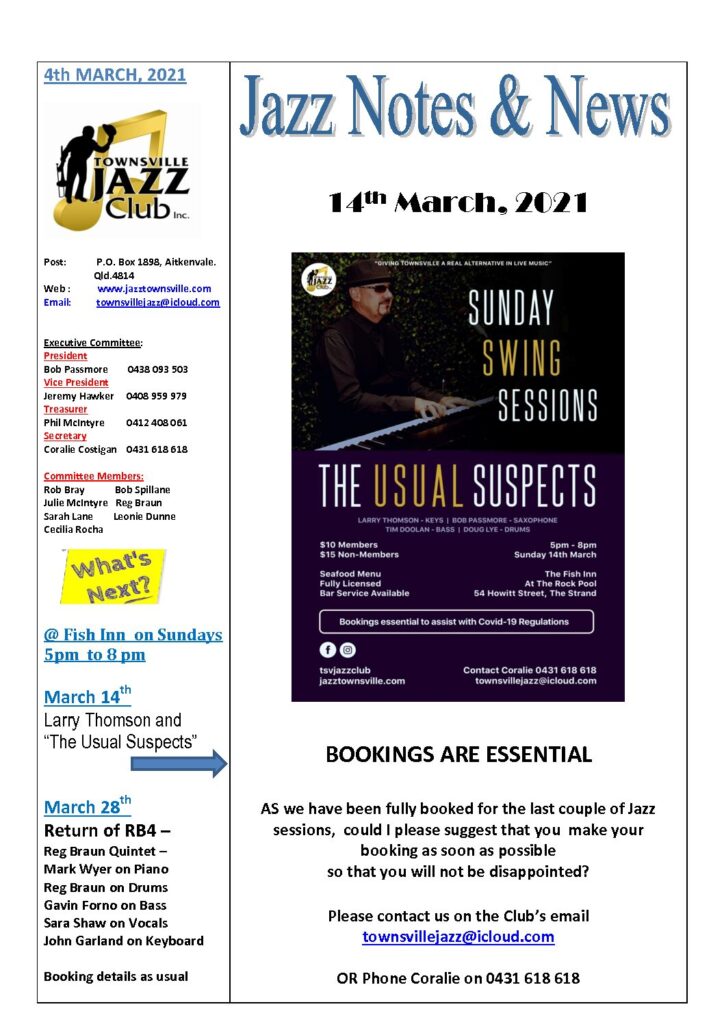 4th MARCH, 2021
TOWNSVILLE
JAZZ
Club Inc.
Post: P.O. Box 1898, Aitkenvale.
Qld.4814
Web : www.jazztownsville.com
Email: townsvillejazz@icloud.com
Executive Committee:
President
Bob Passmore 0438 093 503
Vice President
Jeremy Hawker 0408 959 979
Treasurer
Phil McIntyre 0412 408 061
Secretary
Coralie Costigan 0431 618 618
Committee Members:
Rob Bray Bob Spillane
Julie McIntyre Reg Braun
Sarah Lane Leonie Dunne
Cecilia Rocha
What's
Next?
@ Fish Inn on Sundays
5pm to 8 pm
March 14th
Larry Thomson and
“The Usual Suspects”
March 28th
Return of RB4 –
Reg Braun Quintet –
Mark Wyer on Piano
Reg Braun on Drums
Gavin Forno on Bass
Sara Shaw on Vocals
John Garland on Keyboard
Booking details as usual
Jazz Notes & News
14th March, 2021
"GIVING TOWNSVILLE A REAL ALTERNATIVE IN LIVE MUSIC"
JAZZ
SUNDAY
SWING
SESSIONS
THE USUAL SUSPECTS
LARRY THOMSON - KEYS | BOB PASSMORE - SAXOPHONE
TIM DOOLAN - BASS | DOUG LYE - DRUMS
$10 Members 5pm - 8pm
$15 Non-Members Sunday 14th March
Seafood Menu The Fish Inn
Fully Licensed At The Rock Pool
Bar Service Available 54 Howitt Street, The Strand
Bookings essential to assist with Covid-19 Regulations
tsvjazzclub Contact Coralie 0431 618 618
jazztownsville.com townsvillejazz@icloud.com
BOOKINGS ARE ESSENTIAL
AS we have been fully booked for the last couple of Jazz
sessions, could I please suggest that you make your
booking as soon as possible
so that you will not be disappointed?
Please contact us on the Club’s email
townsvillejazz@icloud.com
OR Phone Coralie on 0431 618 618